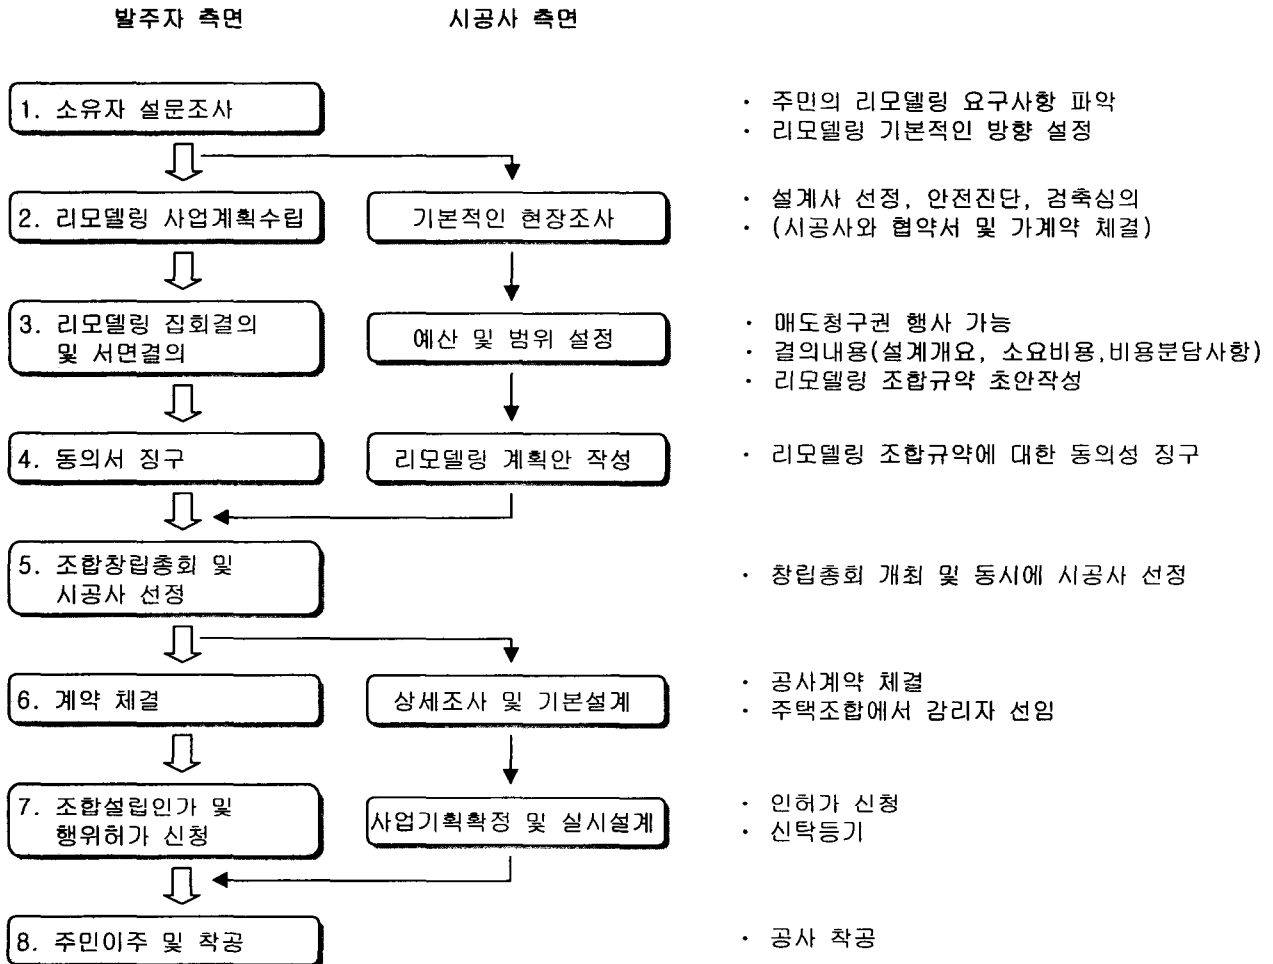 발주자 측면
시공사 측면
1. 소유자 설문조사
· 주민의 리모델링 요구사항 파악
· 리모델링 기본적인 방향 설정
2. 리모델링 사업계획수립
기본적인 현장조사
· 설계사 선정, 안전진단, 검축심의
· (시공사와 협약서 및 가계약 체결)
3. 리모델링 집회결의
및 서면결의
예산 및 범위 설정
· 매도청구권 행사 가능
· 결의내용(설계개요, 소요비용,비용분담사항)
· 리모델링 조합규약 초안작성
4. 동의서 징구
리모델링 계획안 작성
· 리모델링 조합규약에 대한 동의성 징구
5. 조합창립총회 및
시공사 선정
· 창립총회 개최 및 동시에 시공사 선정
6. 계약 체결
상세조사 및 기본설계
· 공사계약 체결
· 주택조합에서 감리자 선임
7. 조합설립인가 및
행위허가 신청
사업기획확정 및 실시설계
· 인허가 신청
· 신탁등기
8. 주민이주 및 착공
· 공사 착공